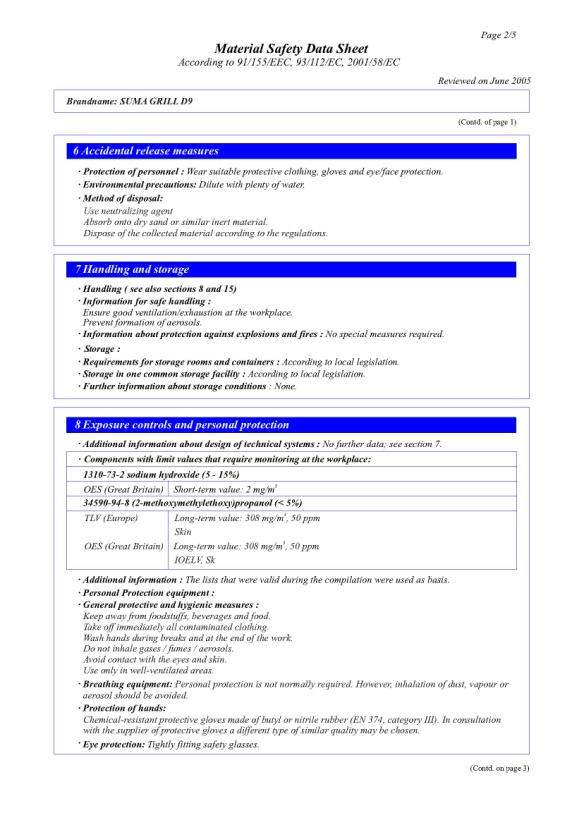 Page 2/5
Material Safety Data Sheet
According to 91/155/EEC, 93/112/EC, 2001/58/EC
Reviewed on June 2005
Brandname: SUMA GRILL D9
(Contd. of page 1)
6 Accidental release measures
· Protection of personnel : Wear suitable protective clothing, gloves and eye/face protection.
· Environmental precautions: Dilute with plenty of water.
· Method of disposal:
Use neutralizing agent
Absorb onto dry sand or similar inert material.
Dispose of the collected material according to the regulations.
7 Handling and storage
· Handling ( see also sections 8 and 15)
· Information for safe handling :
Ensure good ventilation/exhaustion at the workplace.
Prevent formation of aerosols.
· Information about protection against explosions and fires : No special measures required.
· Storage :
· Requirements for storage rooms and containers : According to local legislation.
· Storage in one common storage facility : According to local legislation.
· Further information about storage conditions : None.
8 Exposure controls and personal protection
· Additional information about design of technical systems : No further data; see section 7.
· Components with limit values that require monitoring at the workplace:
1310-73-2 sodium hydroxide (5 - 15%)
OES (Great Britain) Short-term value: 2 mg/m³
34590-94-8 (2-methoxymethylethoxy)propanol (< 5%)
TLV (Europe) Long-term value: 308 mg/m³, 50 ppm
Skin
OES (Great Britain) Long-term value: 308 mg/m³, 50 ppm
IOELV, Sk
· Additional information : The lists that were valid during the compilation were used as basis.
· Personal Protection equipment :
· General protective and hygienic measures :
Keep away from foodstuffs, beverages and food.
Take off immediately all contaminated clothing.
Wash hands during breaks and at the end of the work.
Do not inhale gases / fumes / aerosols.
Avoid contact with the eyes and skin.
Use only in well-ventilated areas.
· Breathing equipment: Personal protection is not normally required. However, inhalation of dust, vapour or
aerosol should be avoided.
· Protection of hands:
Chemical-resistant protective gloves made of butyl or nitrile rubber (EN 374, category III). In consultation
with the supplier of protective gloves a different type of similar quality may be chosen.
· Eye protection: Tightly fitting safety glasses.
(Contd. on page 3)